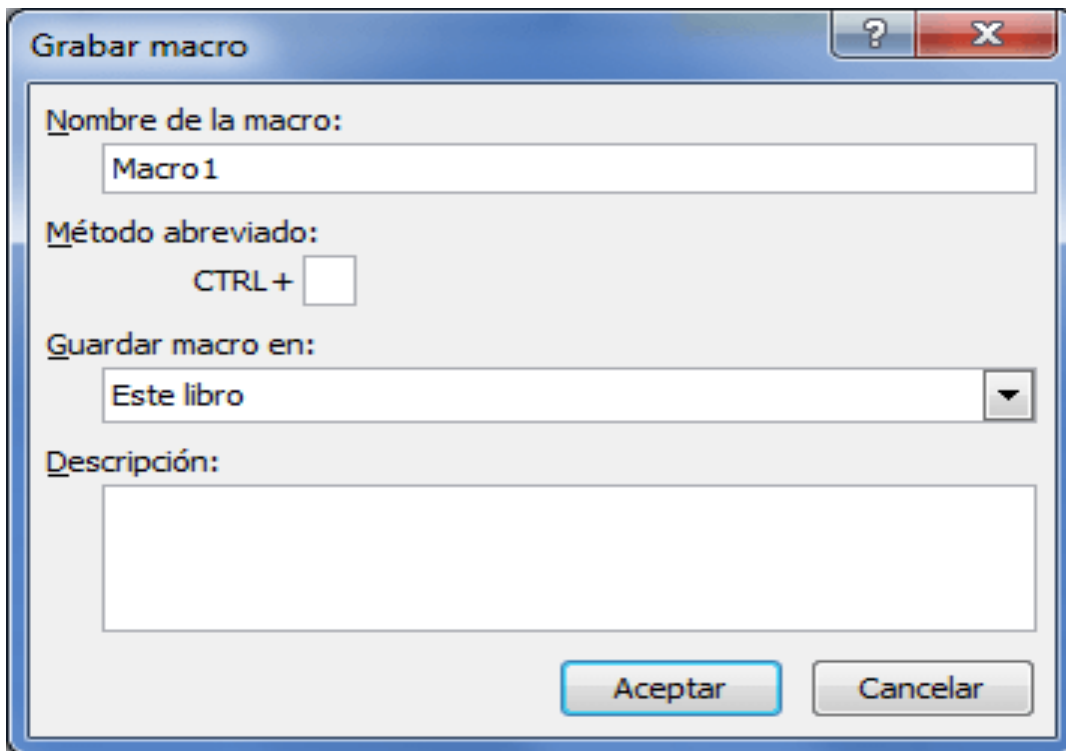 Grabar macro
Nombre de la macro:
Macro1
Método abreviado:
CTRL+
Guardar macro en:
Este libro
Descripción:
Aceptar Cancelar